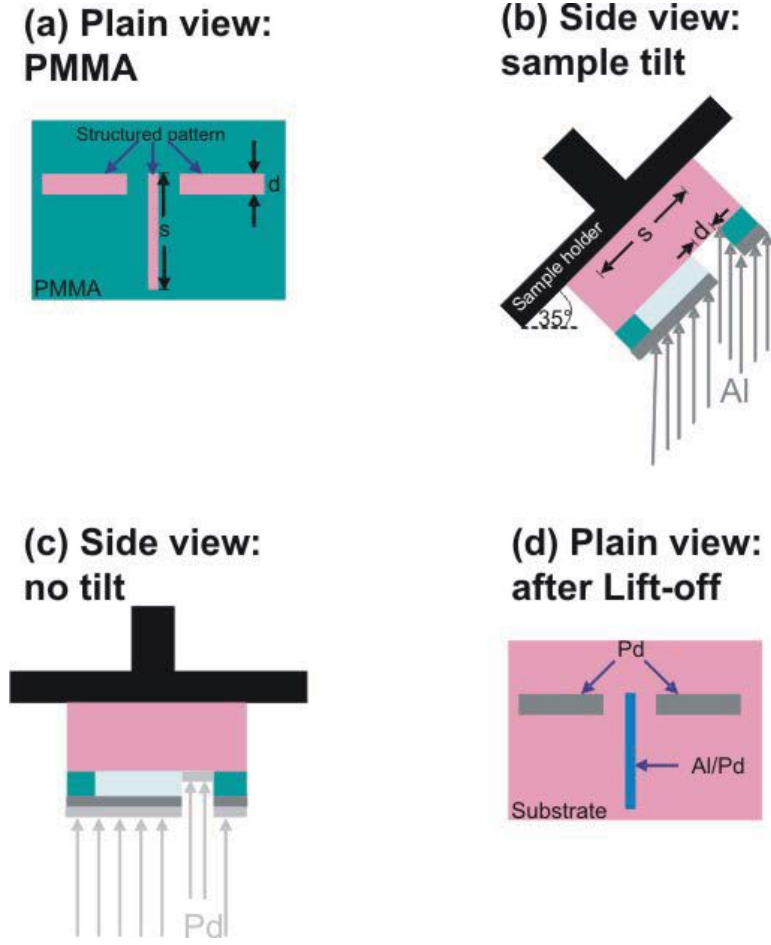 (a) Plain view:
PMMA
Structured pattern
d
s
PMMA
(b) Side view:
sample tilt
s
d
Sample holder
35°
Al
(c) Side view:
no tilt
Pd
(d) Plain view:
after Lift-off
Pd
Al/Pd
Substrate